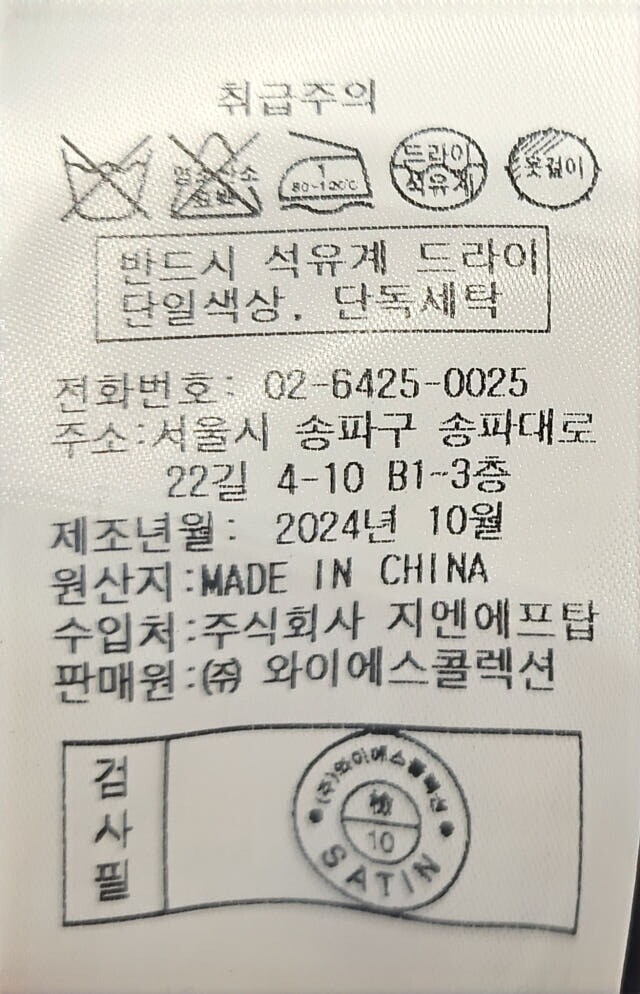 취급주의
염소산소
표백
1
80-120℃
드라이
석유계
옷걸이
반드시 석유계 드라이
단일색상. 단독세탁
전화번호: 02-6425-0025
주소:서울시 송파구 송파대로
22길 4-10 B1-3층
제조년월: 2024년 10월
원산지:MADE IN CHINA
수입처:주식회사 지엔에프탑
판매원:㈜ 와이에스콜렉션
검사필
(주)와이에스콜렉션
檢
10
SATIN